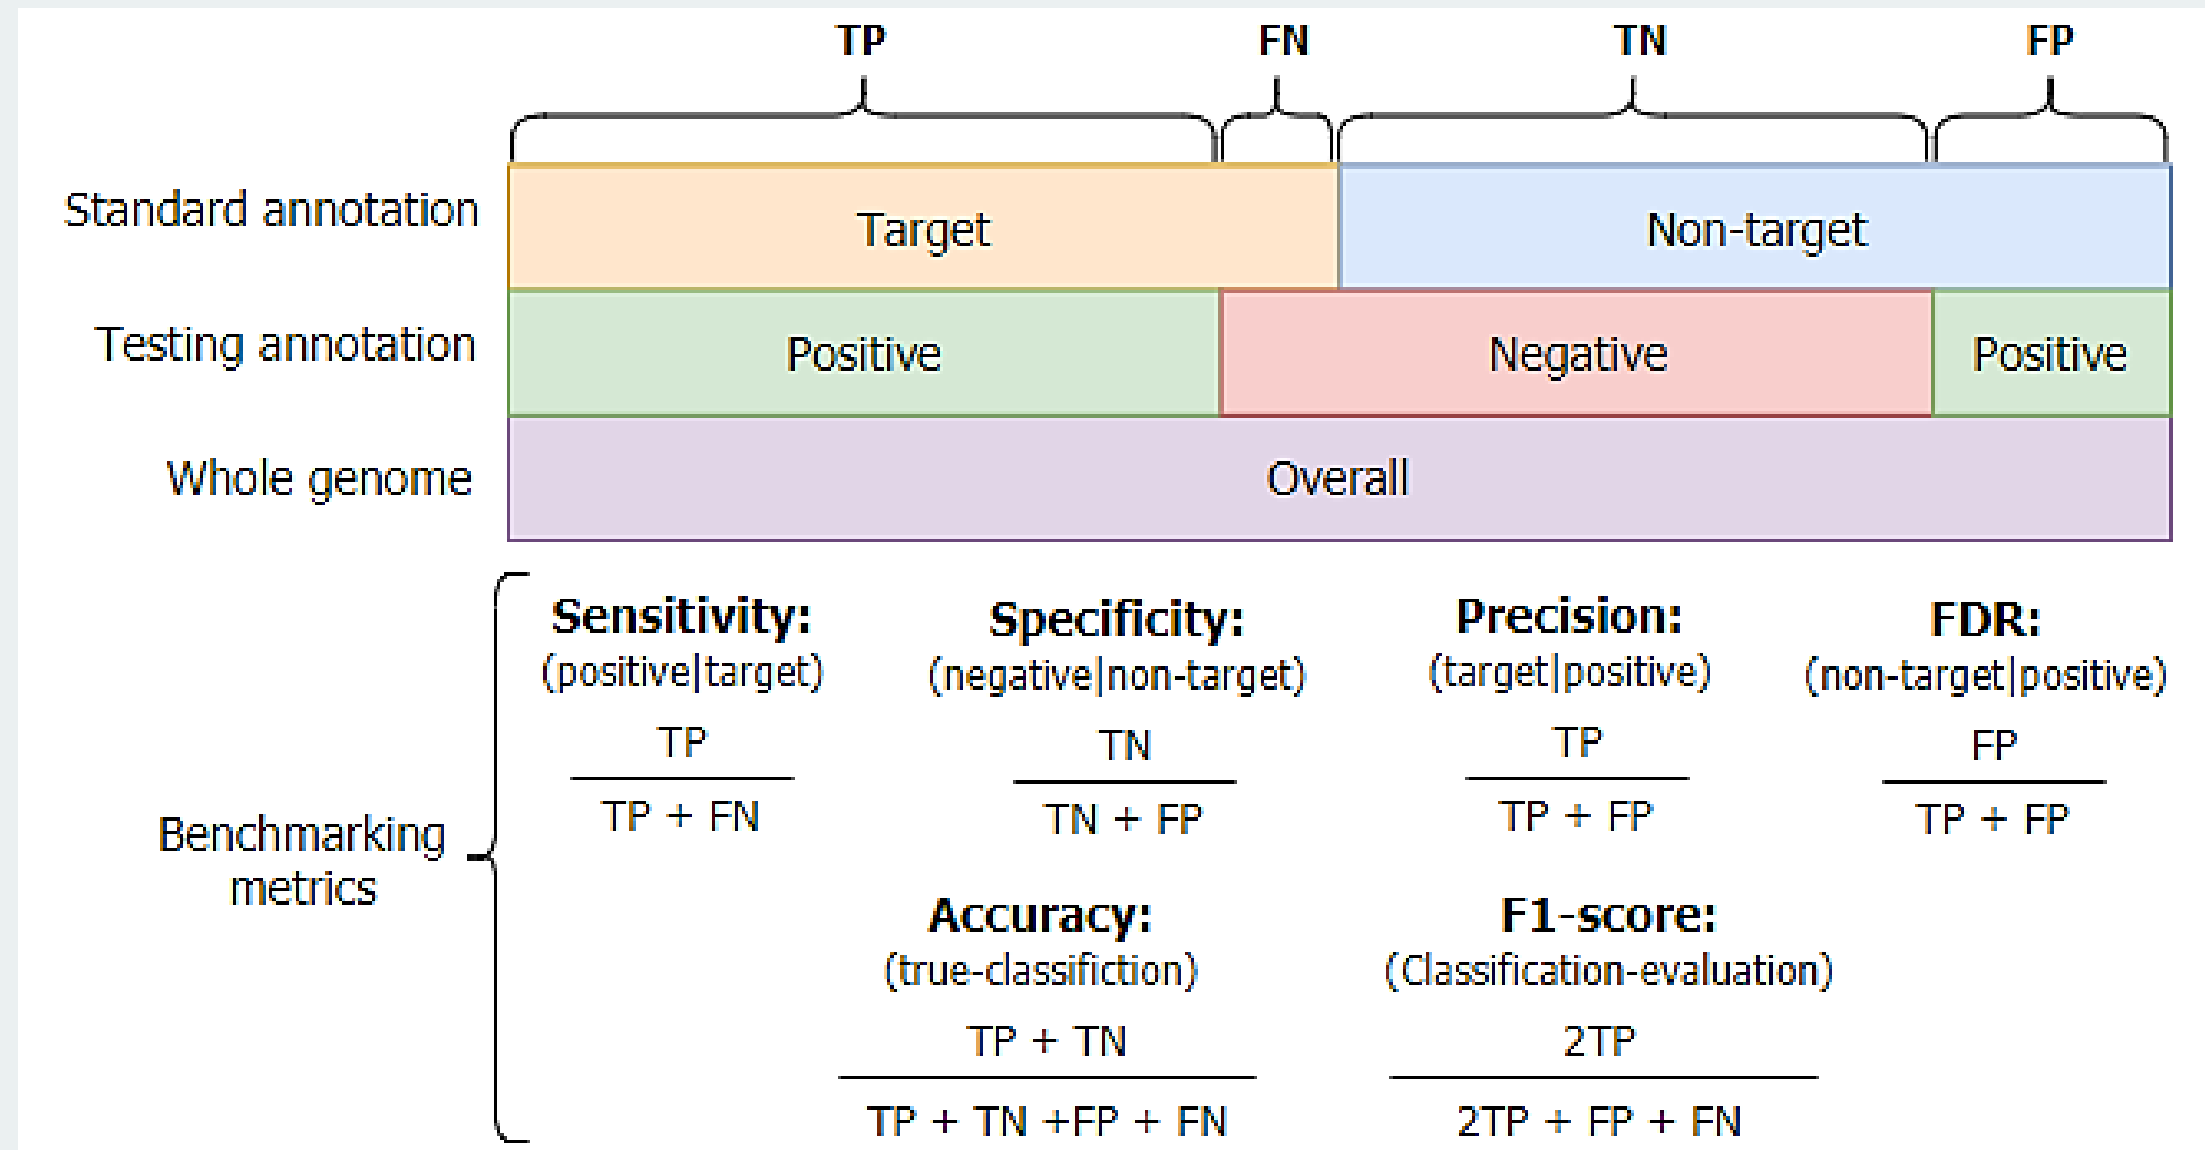 TP FN TN FP
Standard annotation Target Non-target
Testing annotation Positive Negative Positive
Whole genome Overall
Benchmarking
metrics
Sensitivity: Specificity: Precision: FDR:
(positive|target) (negative|non-target) (target|positive) (non-target|positive)
TP TN TP FP
TP + FN TN + FP TP + FP TP + FP
Accuracy: F1-score:
(true-classifiction) (Classification-evaluation)
TP + TN 2TP
TP + TN +FP + FN 2TP + FP + FN